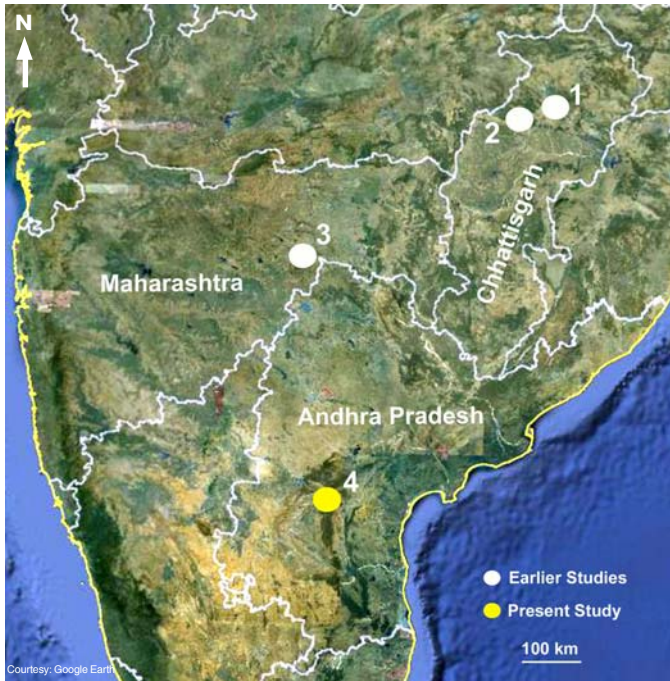 N
1
2
3
Chhattisgarh
Maharashtra
Andhra Pradesh
4
Earlier Studies
Present Study
100 km
Courtesy: Google Earth